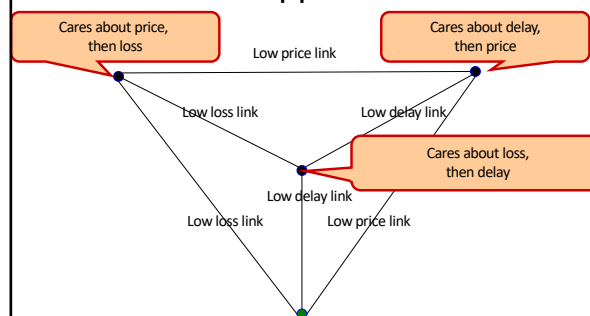 Cares about price,
then loss
Cares about delay,
then price
Low price link
Low loss link
Low delay link
Cares about loss,
then delay
Low delay link
Low loss link
Low price link